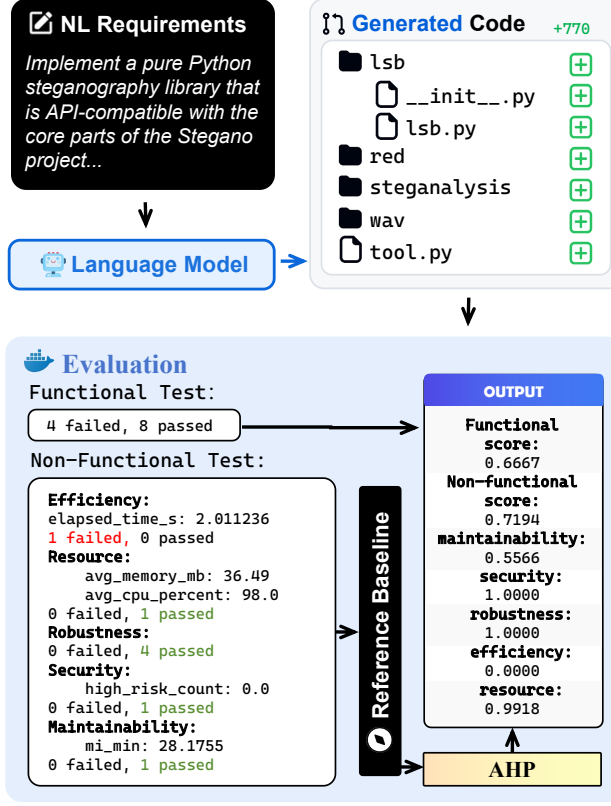 NL Requirements
Implement a pure Python
steganography library that
is API-compatible with the
core parts of the Stegano
project...
Language Model
Generated Code +770
lsb
__init__.py
lsb.py
red
steganalysis
wav
tool.py
Evaluation
Functional Test:
4 failed, 8 passed
Non-Functional Test:
Efficiency:
elapsed_time_s: 2.011236
1 failed, 0 passed
Resource:
avg_memory_mb: 36.49
avg_cpu_percent: 98.0
0 failed, 1 passed
Robustness:
0 failed, 4 passed
Security:
high_risk_count: 0.0
0 failed, 1 passed
Maintainability:
mi_min: 28.1755
0 failed, 1 passed
Reference Baseline
OUTPUT
Functional
score:
0.6667
Non-functional
score:
0.7194
maintainability:
0.5566
security:
1.0000
robustness:
1.0000
efficiency:
0.0000
resource:
0.9918
AHP